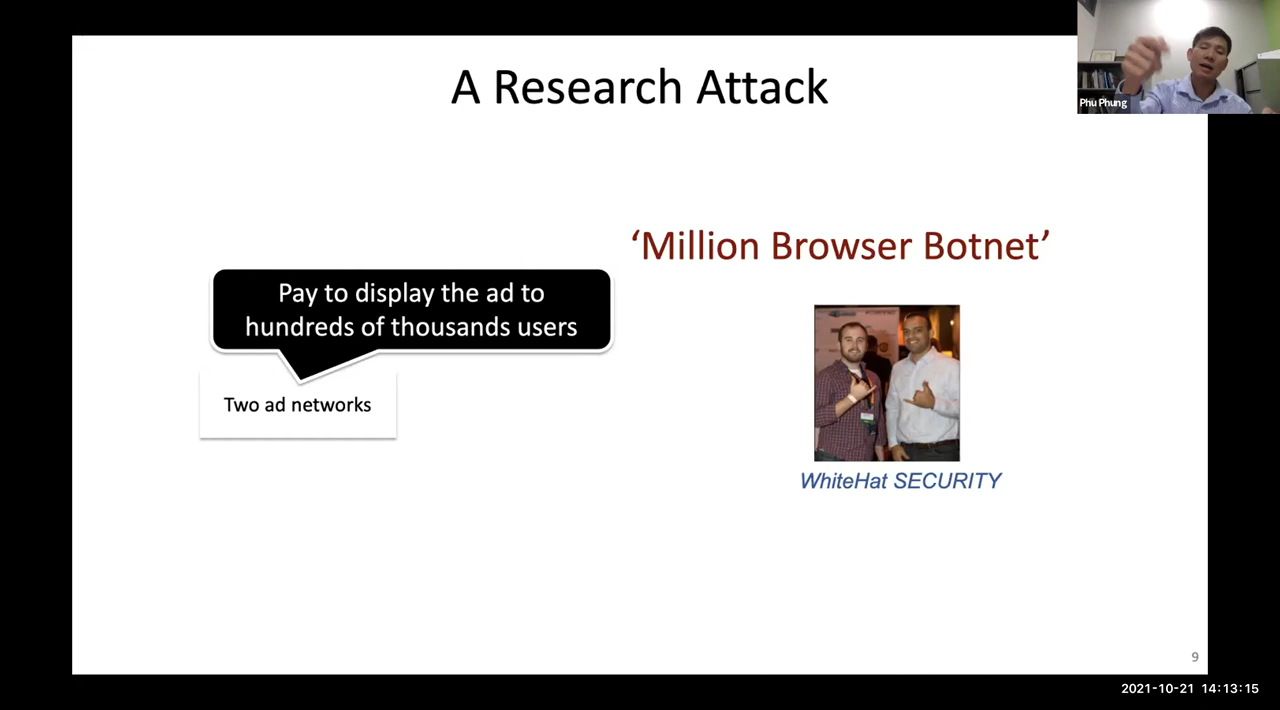 A Research Attack
Phu Phung
‘Million Browser Botnet’
Pay to display the ad to
hundreds of thousands users
Two ad networks
WhiteHat SECURITY
9
2021-10-21 14:13:15